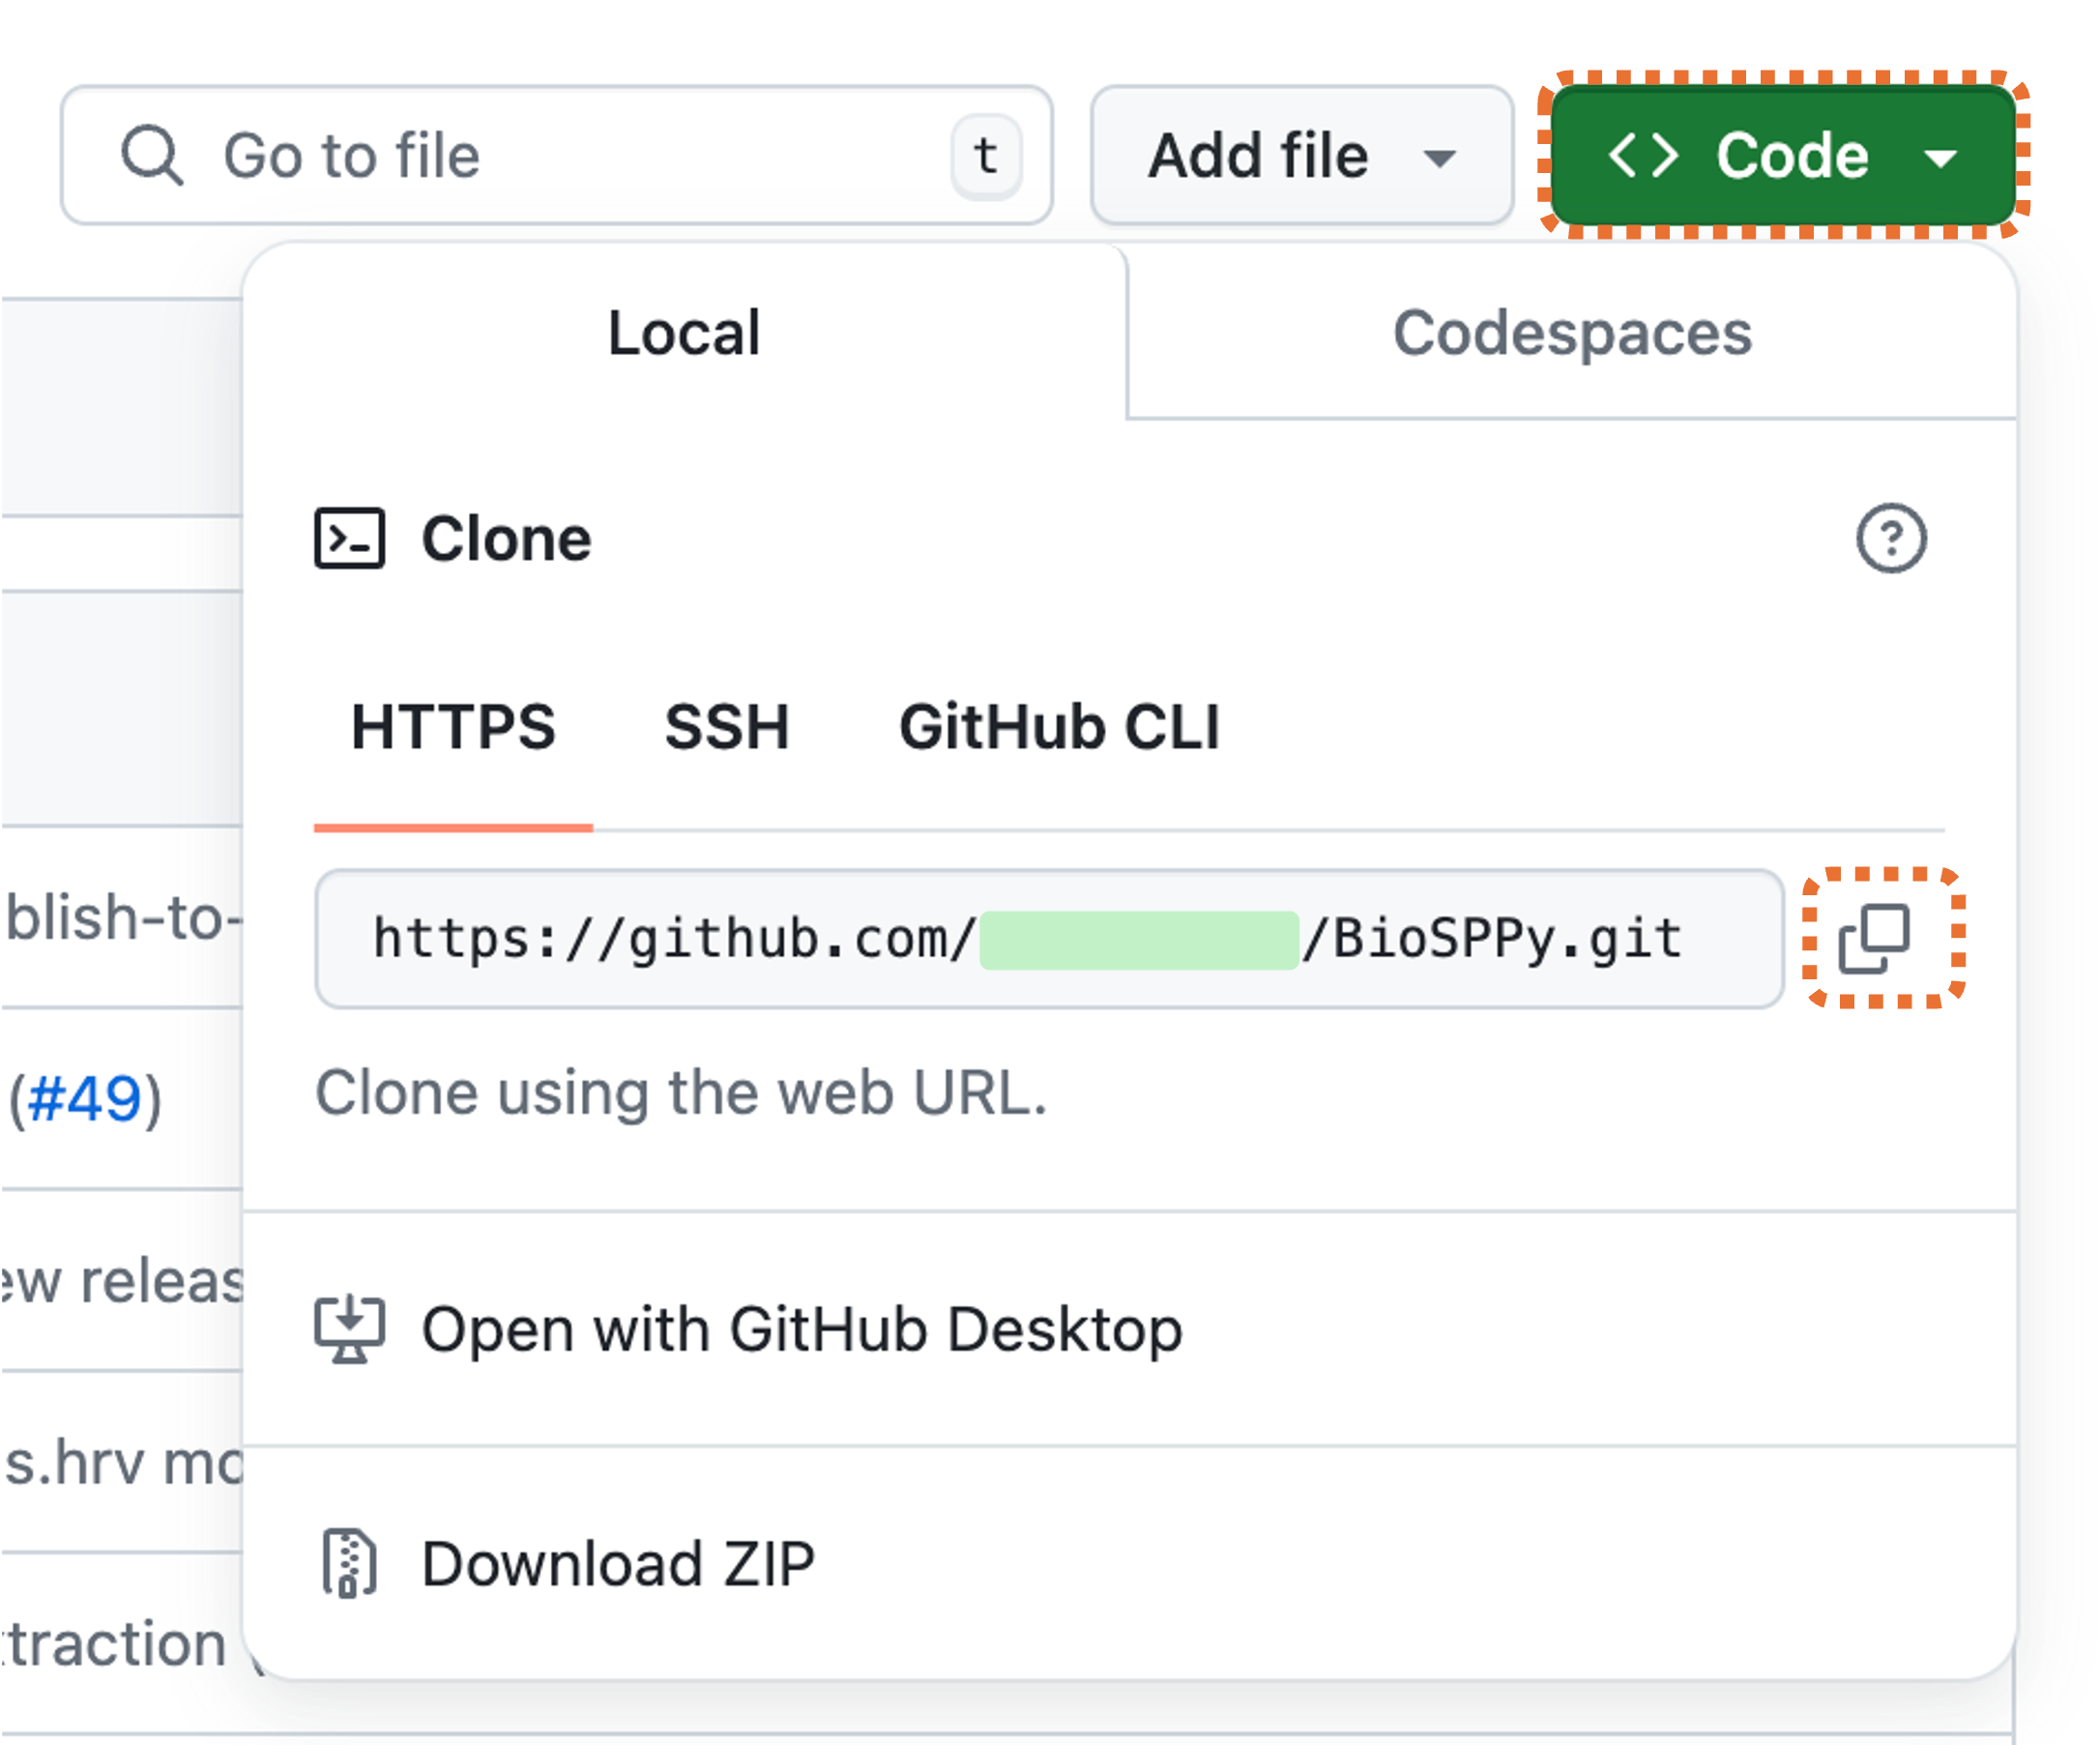 Go to file t Add file <> Code
Local Codespaces
Clone
HTTPS SSH GitHub CLI
https://github.com/ /BioSPPy.git
blish-to-
Clone using the web URL.
(#49)
ew releas
Open with GitHub Desktop
s.hrv mo
Download ZIP
traction (